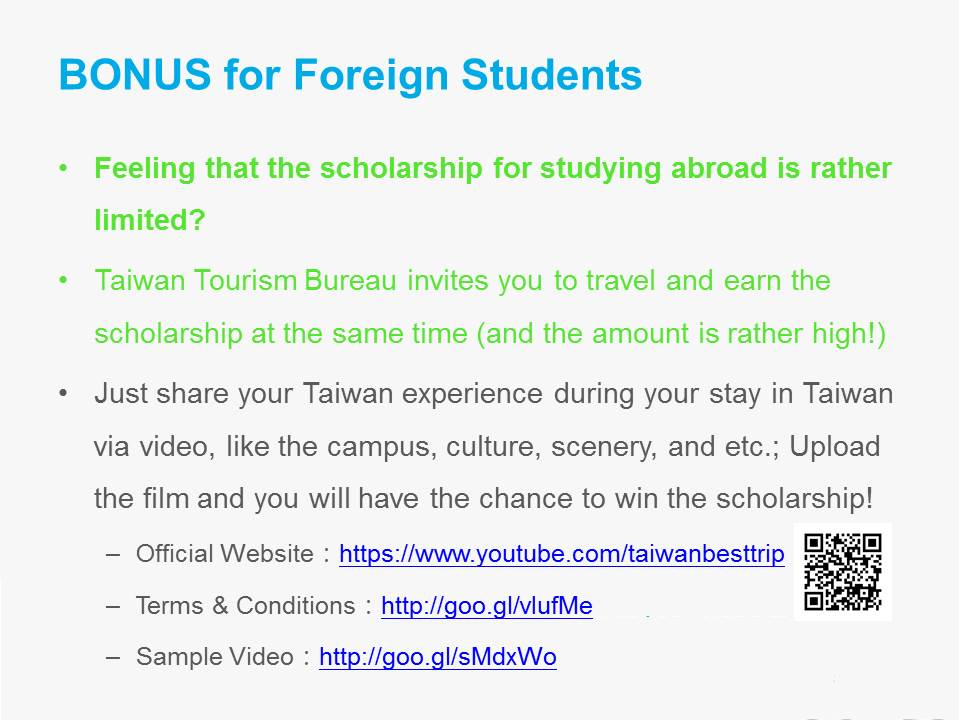 BONUS for Foreign Students
• Feeling that the scholarship for studying abroad is rather
limited?
• Taiwan Tourism Bureau invites you to travel and earn the
scholarship at the same time (and the amount is rather high!)
• Just share your Taiwan experience during your stay in Taiwan
via video, like the campus, culture, scenery, and etc.; Upload
the film and you will have the chance to win the scholarship!
– Official Website：https://www.youtube.com/taiwanbesttrip
– Terms & Conditions：http://goo.gl/vlufMe
– Sample Video：http://goo.gl/sMdxWo